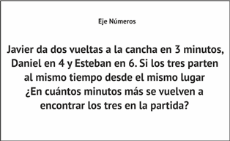 Eje Números
Javier da dos vueltas a la cancha en 3 minutos,
Daniel en 4 y Esteban en 6. Si los tres parten
al mismo tiempo desde el mismo lugar
¿En cuántos minutos más se vuelven a
encontrar los tres en la partida?